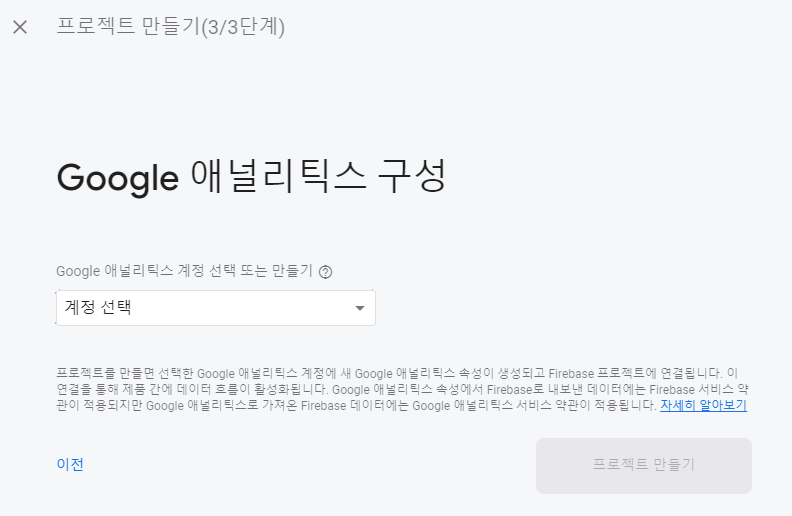 프로젝트 만들기(3/3단계)
Google 애널리틱스 구성
Google 애널리틱스 계정 선택 또는 만들기
계정 선택
프로젝트를 만들면 선택한 Google 애널리틱스 계정에 새 Google 애널리틱스 속성이 생성되고 Firebase 프로젝트에 연결됩니다. 이
연결을 통해 제품 간에 데이터 흐름이 활성화됩니다. Google 애널리틱스 속성에서 Firebase로 내보낸 데이터에는 Firebase 서비스 약
관이 적용되지만 Google 애널리틱스로 가져온 Firebase 데이터에는 Google 애널리틱스 서비스 약관이 적용됩니다. 자세히 알아보기
이전
프로젝트 만들기